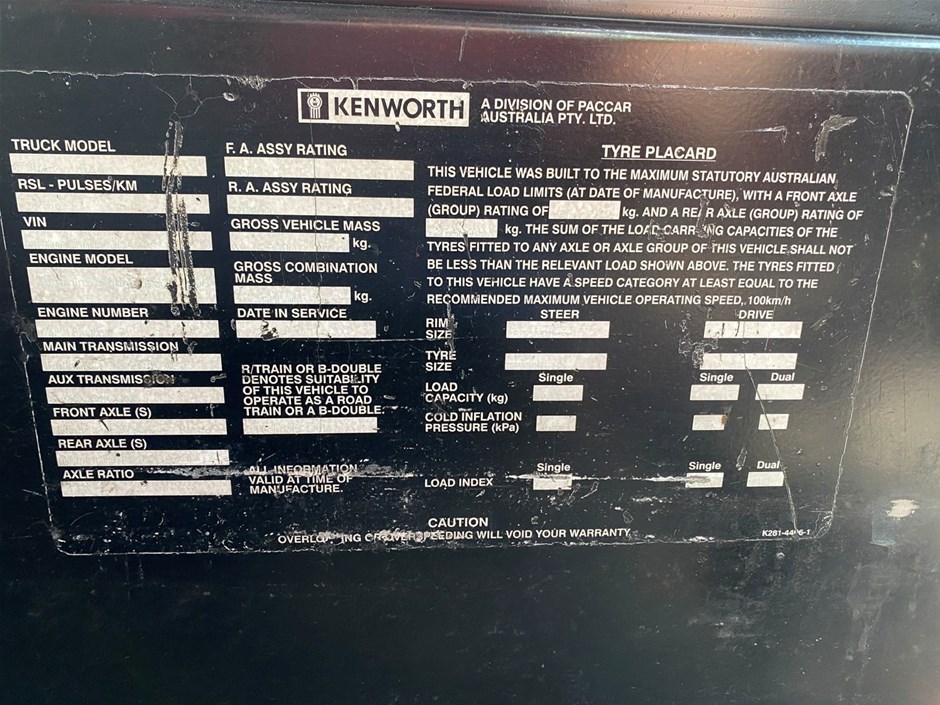 KENWORTH
A DIVISION OF PACCAR
AUSTRALIA PTY. LTD.
TRUCK MODEL
RSL - PULSES/KM
VIN
ENGINE MODEL
ENGINE NUMBER
MAIN TRANSMISSION
AUX TRANSMISSION
FRONT AXLE (S)
REAR AXLE (S)
AXLE RATIO
F. A. ASSY RATING
R. A. ASSY RATING
GROSS VEHICLE MASS
kg.
GROSS COMBINATION
MASS
kg.
DATE IN SERVICE
R/TRAIN OR B-DOUBLE
DENOTES SUITABILITY
OF THIS VEHICLE TO
OPERATE AS A ROAD
TRAIN OR A B-DOUBLE.
ALL INFORMATION
VALID AT TIME OF
MANUFACTURE.
TYRE PLACARD
THIS VEHICLE WAS BUILT TO THE MAXIMUM STATUTORY AUSTRALIAN
FEDERAL LOAD LIMITS (AT DATE OF MANUFACTURE), WITH A FRONT AXLE
(GROUP) RATING OF kg. AND A REAR AXLE (GROUP) RATING OF
kg. THE SUM OF THE LOAD CARRYING CAPACITIES OF THE
TYRES FITTED TO ANY AXLE OR AXLE GROUP OF THIS VEHICLE SHALL NOT
BE LESS THAN THE RELEVANT LOAD SHOWN ABOVE. THE TYRES FITTED
TO THIS VEHICLE HAVE A SPEED CATEGORY AT LEAST EQUAL TO THE
RECOMMENDED MAXIMUM VEHICLE OPERATING SPEED, 100km/h
STEER DRIVE
RIM
SIZE
TYRE
SIZE
Single Single Dual
LOAD
CAPACITY (kg)
COLD INFLATION
PRESSURE (kPa)
Single Single Dual
LOAD INDEX
CAUTION
OVERLOADING OR OVERSPEEDING WILL VOID YOUR WARRANTY